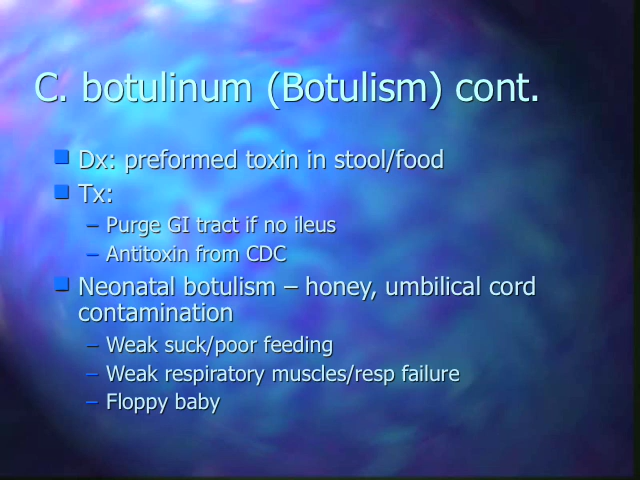 C. botulinum (Botulism) cont.
Dx: preformed toxin in stool/food
Tx:
– Purge GI tract if no ileus
– Antitoxin from CDC
Neonatal botulism – honey, umbilical cord
contamination
– Weak suck/poor feeding
– Weak respiratory muscles/resp failure
– Floppy baby